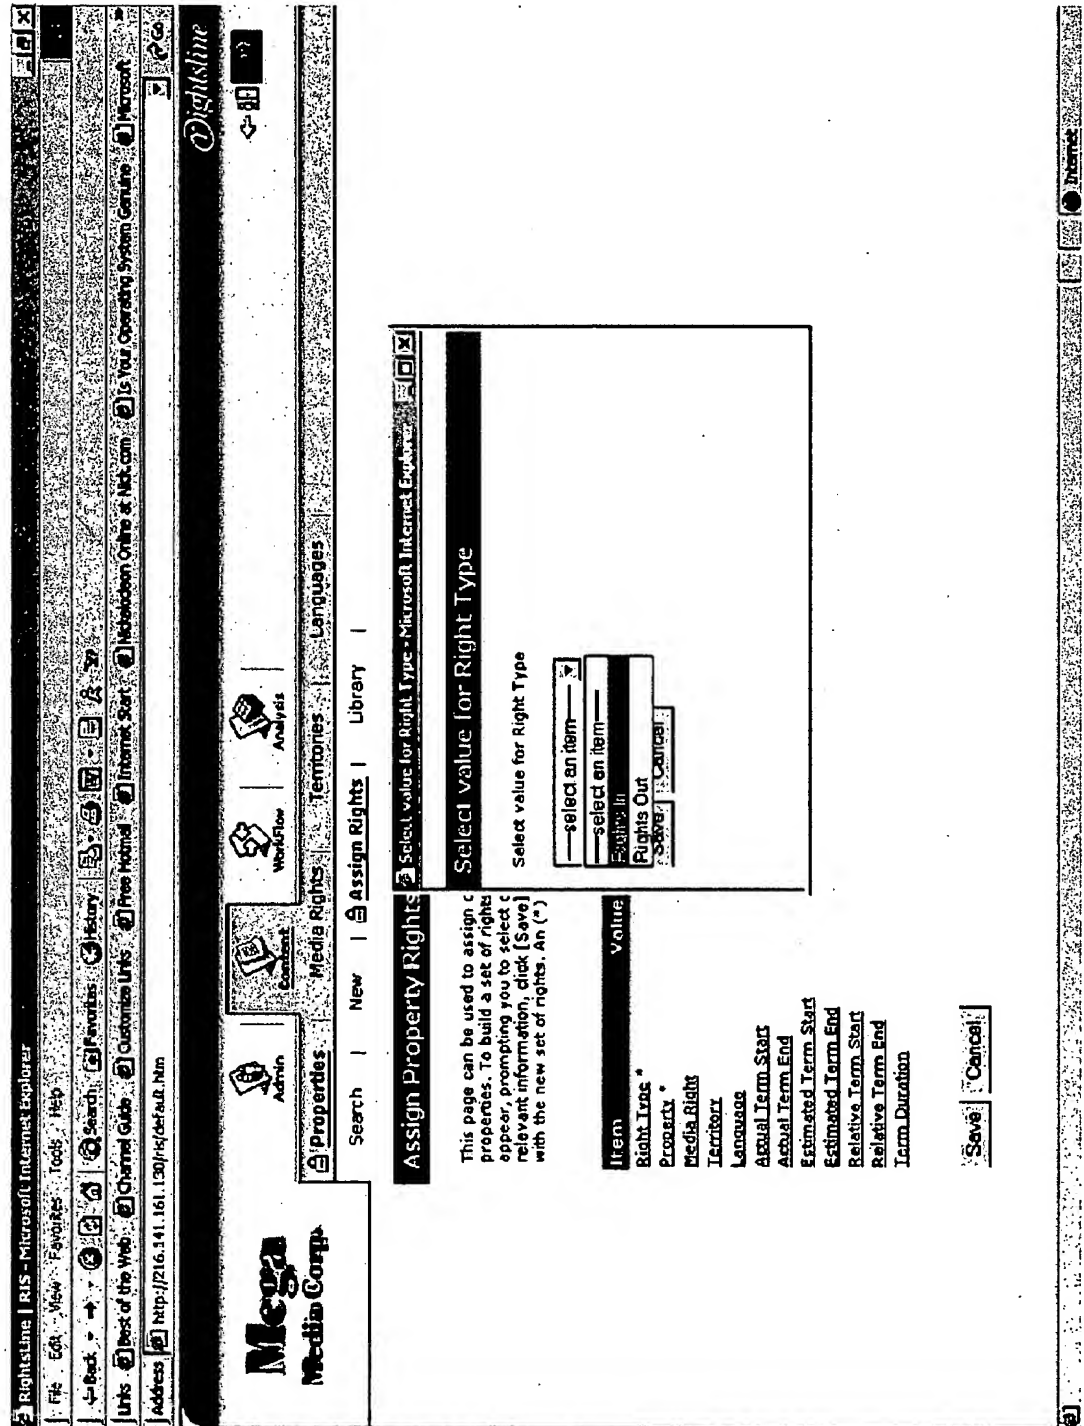 RightsLine | RIS - Microsoft Internet Explorer
File Edit View Favorites Tools Help
Back Search Favorites History
Links Best of the Web Channel Guide Customize Links Free Hotmail Internet Start Nickelodeon Online at Nick.com Is Your Operating System Genuine Microsoft
Address http://216.141.161.130/ris/default.htm Go
Rightsline
Mega
Media Corp.
Admin
Content
WorkFlow
Analysis
Properties | Media Rights | Territories | Languages
Search | New | Assign Rights | Library |
Assign Property Rights
This page can be used to assign c
properties. To build a set of rights
appear, prompting you to select c
relevant information, click [Save]
with the new set of rights. An (*)
Item Value
Right Type *
Property *
Media Right
Territory
Language
Actual Term Start
Actual Term End
Estimated Term Start
Estimated Term End
Relative Term Start
Relative Term End
Term Duration
Save Cancel
Select value for Right Type - Microsoft Internet Explorer
Select value for Right Type
Select value for Right Type
-----select an item-----
-----select an item-----
Rights Out
Save Cancel
Internet